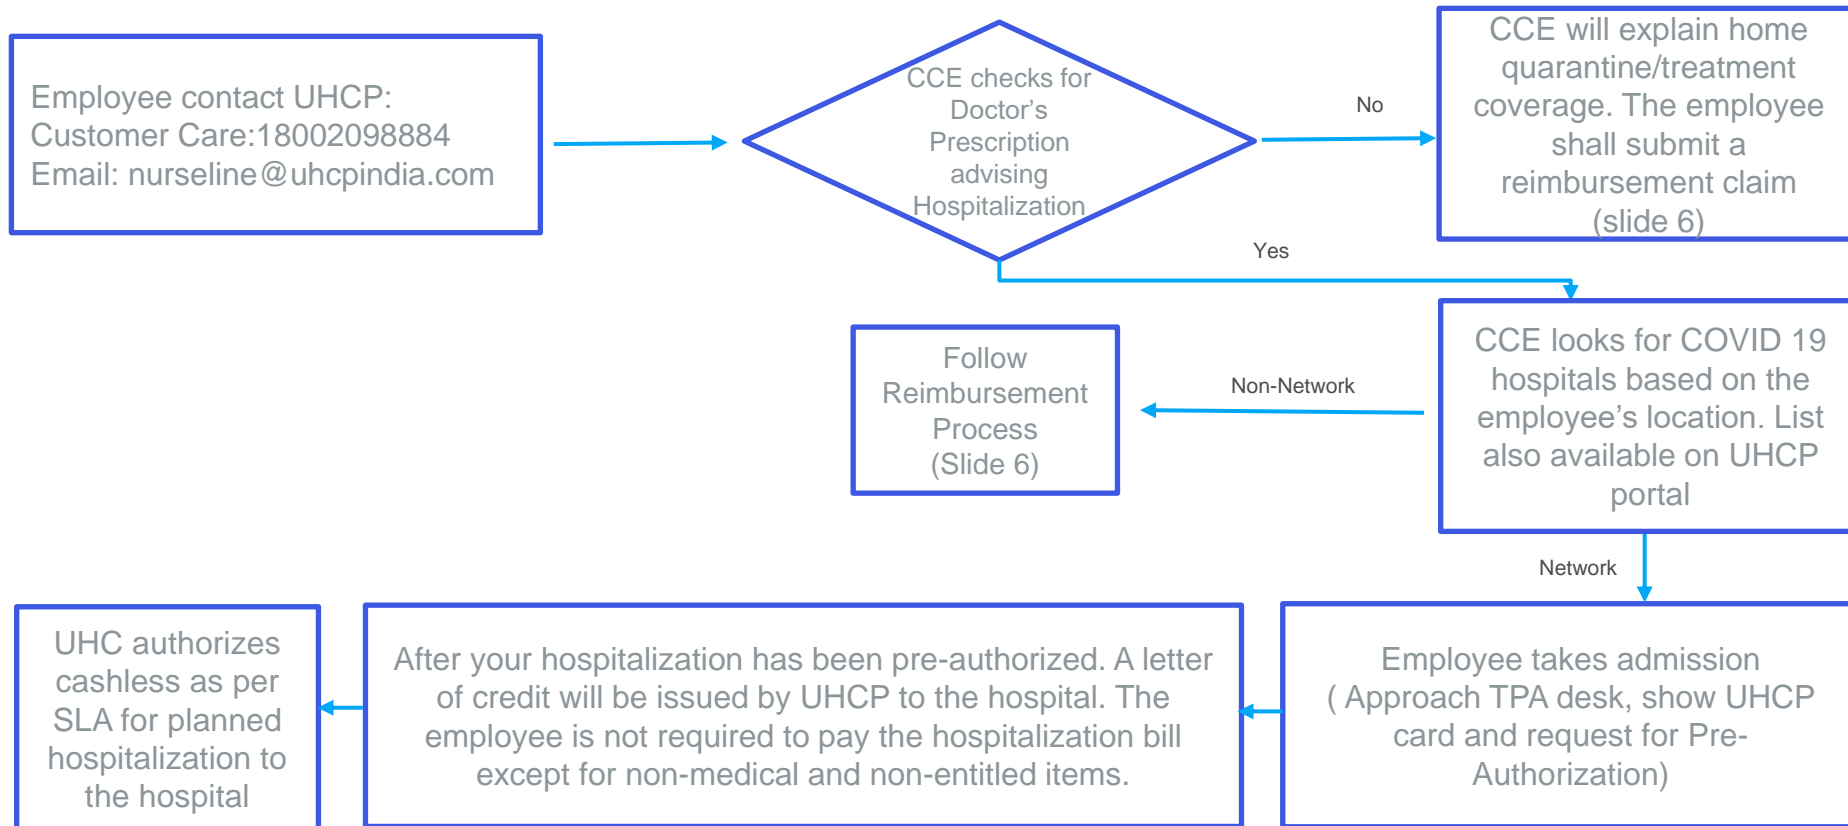 Employee contact UHCP:
Customer Care:18002098884
Email: nurseline@uhcpindia.com
CCE checks for
Doctor's
Prescription
advising
Hospitalization
No
CCE will explain home
quarantine/treatment
coverage. The employee
shall submit a
reimbursement claim
(slide 6)
Yes
CCE looks for COVID 19
hospitals based on the
employee's location. List
also available on UHCP
portal
Non-Network
Follow
Reimbursement
Process
(Slide 6)
Network
Employee takes admission
( Approach TPA desk, show UHCP
card and request for Pre-
Authorization)
After your hospitalization has been pre-authorized. A letter
of credit will be issued by UHCP to the hospital. The
employee is not required to pay the hospitalization bill
except for non-medical and non-entitled items.
UHC authorizes
cashless as per
SLA for planned
hospitalization to
the hospital